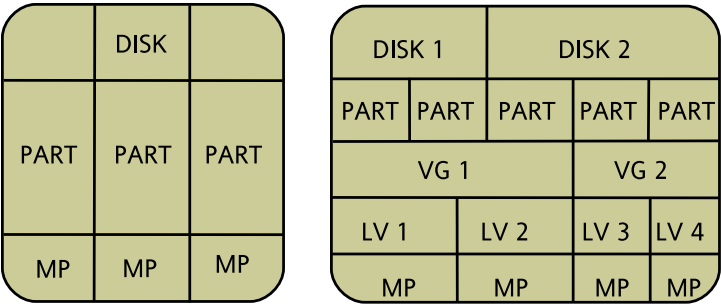 DISK
PART PART PART
MP MP MP
DISK 1 DISK 2
PART PART PART PART PART
VG 1 VG 2
LV 1 LV 2 LV 3 LV 4
MP MP MP MP